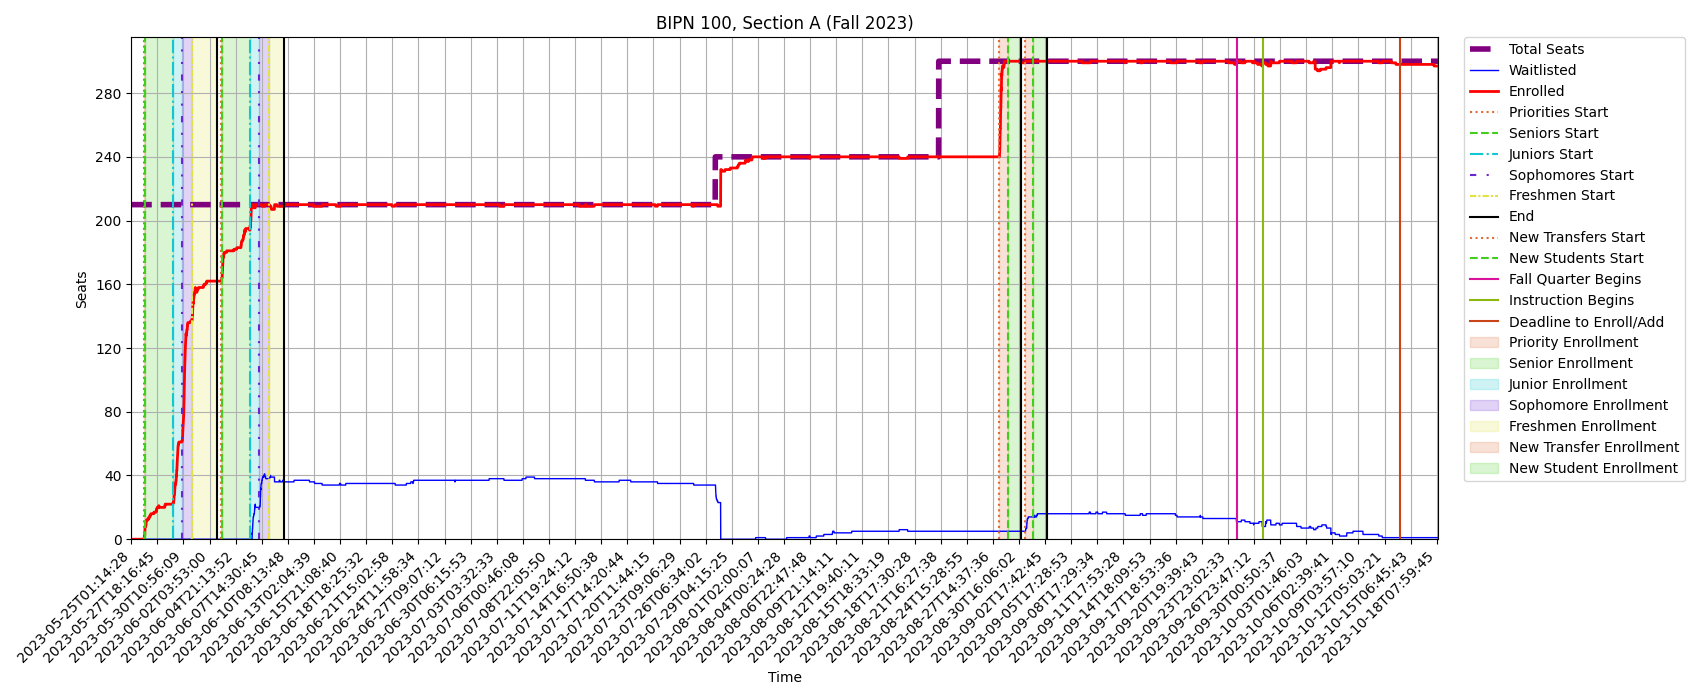 BIPN 100, Section A (Fall 2023)
Seats
280
240
200
160
120
80
40
0
2023-05-25T01:14:28
2023-05-27T18:16:45
2023-05-30T10:56:09
2023-06-02T03:53:00
2023-06-04T21:13:52
2023-06-07T14:30:45
2023-06-10T08:13:48
2023-06-13T02:04:39
2023-06-15T21:08:40
2023-06-18T18:25:32
2023-06-21T15:02:58
2023-06-24T11:58:34
2023-06-27T09:07:12
2023-06-30T06:15:53
2023-07-03T03:32:33
2023-07-06T00:46:08
2023-07-08T22:05:50
2023-07-11T19:24:12
2023-07-14T16:50:38
2023-07-17T14:20:44
2023-07-20T11:44:15
2023-07-23T09:06:29
2023-07-26T06:34:02
2023-07-29T04:15:25
2023-08-01T02:00:07
2023-08-04T00:24:28
2023-08-06T22:47:48
2023-08-09T21:14:11
2023-08-12T19:40:11
2023-08-15T18:33:19
2023-08-18T17:30:28
2023-08-21T16:27:38
2023-08-24T15:28:55
2023-08-27T14:37:36
2023-08-30T16:06:02
2023-09-02T17:42:45
2023-09-05T17:28:53
2023-09-08T17:29:34
2023-09-11T17:53:28
2023-09-14T18:09:53
2023-09-17T18:53:36
2023-09-20T19:39:43
2023-09-23T23:02:33
2023-09-26T23:47:12
2023-09-30T00:50:37
2023-10-03T01:46:03
2023-10-06T02:39:41
2023-10-09T03:57:10
2023-10-12T05:03:21
2023-10-15T06:45:43
2023-10-18T07:59:45
Time
Total Seats
Waitlisted
Enrolled
Priorities Start
Seniors Start
Juniors Start
Sophomores Start
Freshmen Start
End
New Transfers Start
New Students Start
Fall Quarter Begins
Instruction Begins
Deadline to Enroll/Add
Priority Enrollment
Senior Enrollment
Junior Enrollment
Sophomore Enrollment
Freshmen Enrollment
New Transfer Enrollment
New Student Enrollment